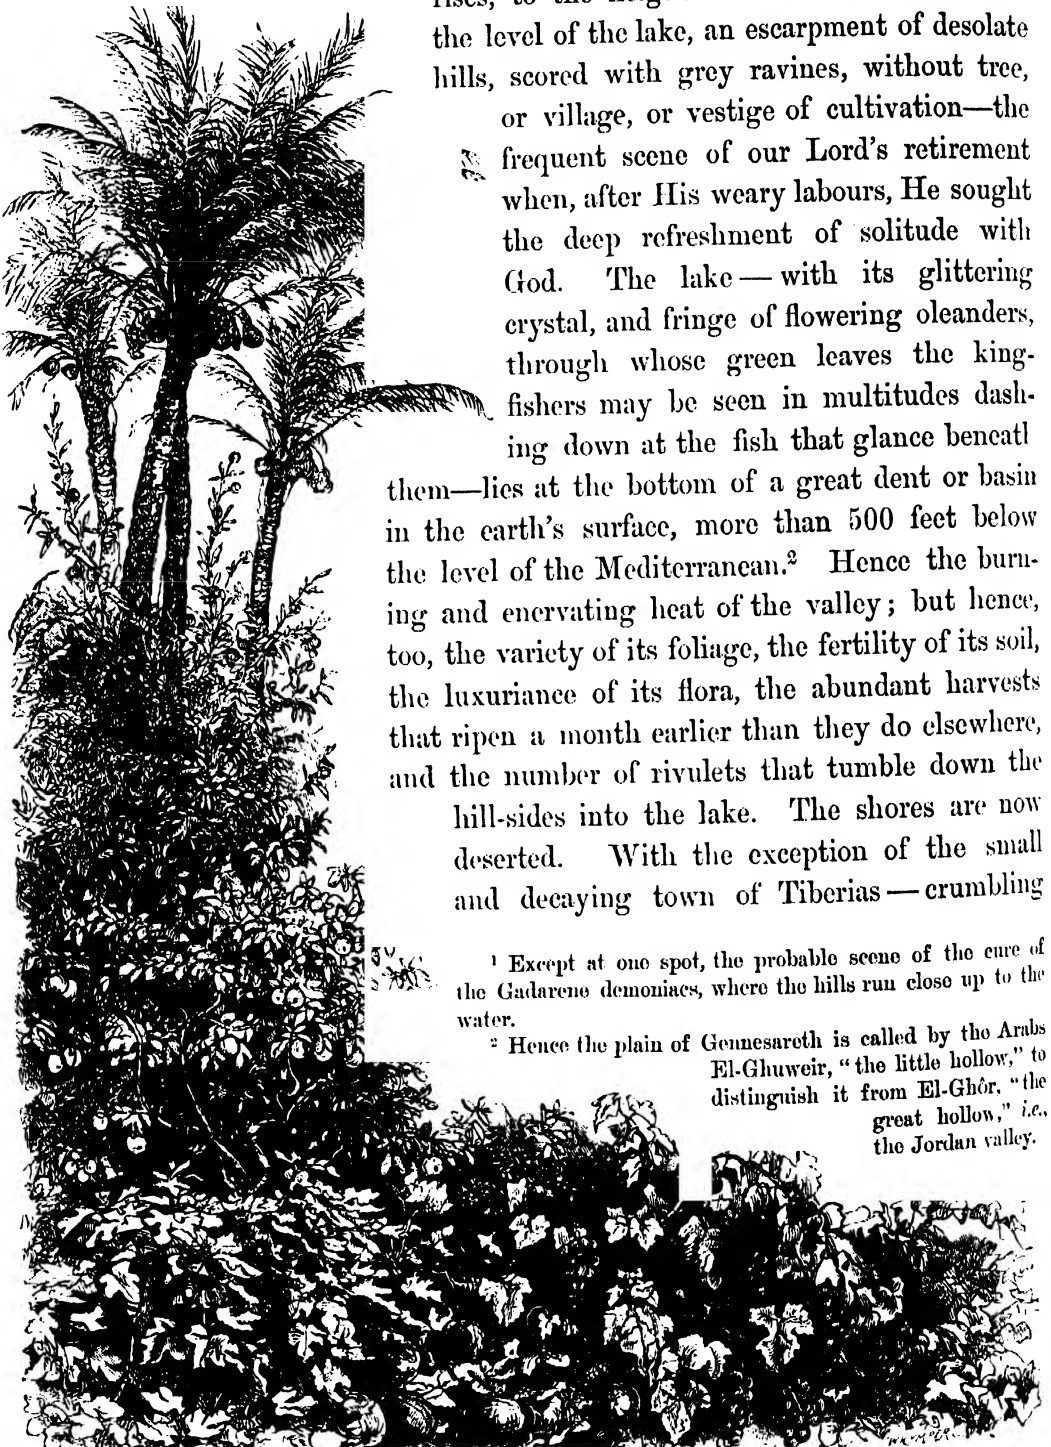 the level of the lake, an escarpment of desolate
hills, scored with grey ravines, without tree,
or village, or vestige of cultivation—the
frequent scene of our Lord's retirement
when, after His weary labours, He sought
the deep refreshment of solitude with
God. The lake — with its glittering
crystal, and fringe of flowering oleanders,
through whose green leaves the king-
fishers may be seen in multitudes dash-
ing down at the fish that glance beneatl
them—lies at the bottom of a great dent or basin
in the earth's surface, more than 500 feet below
the level of the Mediterranean.² Hence the burn-
ing and enervating heat of the valley; but hence,
too, the variety of its foliage, the fertility of its soil,
the luxuriance of its flora, the abundant harvests
that ripen a month earlier than they do elsewhere,
and the number of rivulets that tumble down the
hill-sides into the lake. The shores are now
deserted. With the exception of the small
and decaying town of Tiberias — crumbling
¹ Except at one spot, the probable scene of the cure of
the Gadarene demoniacs, where the hills run close up to the
water.
² Hence the plain of Gennesareth is called by the Arabs
El-Ghuweir, "the little hollow," to
distinguish it from El-Ghôr, "the
great hollow," i.e.,
the Jordan valley.